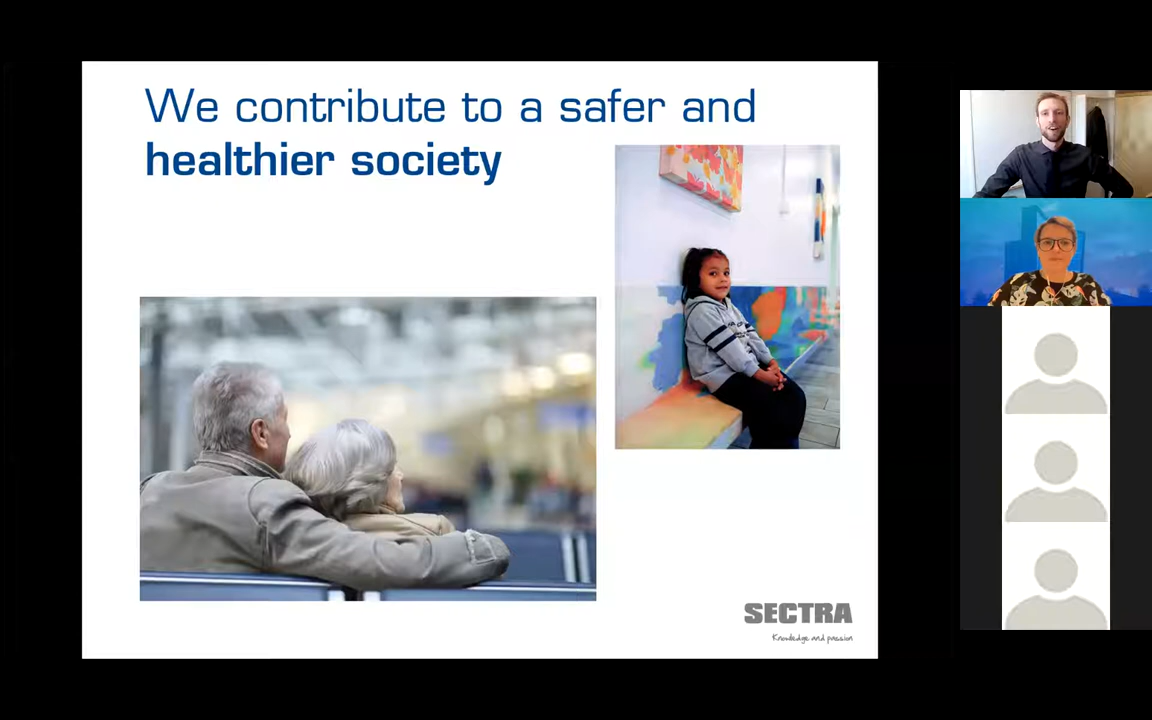 We contribute to a safer and
healthier society
SECTRA
Knowledge and passion